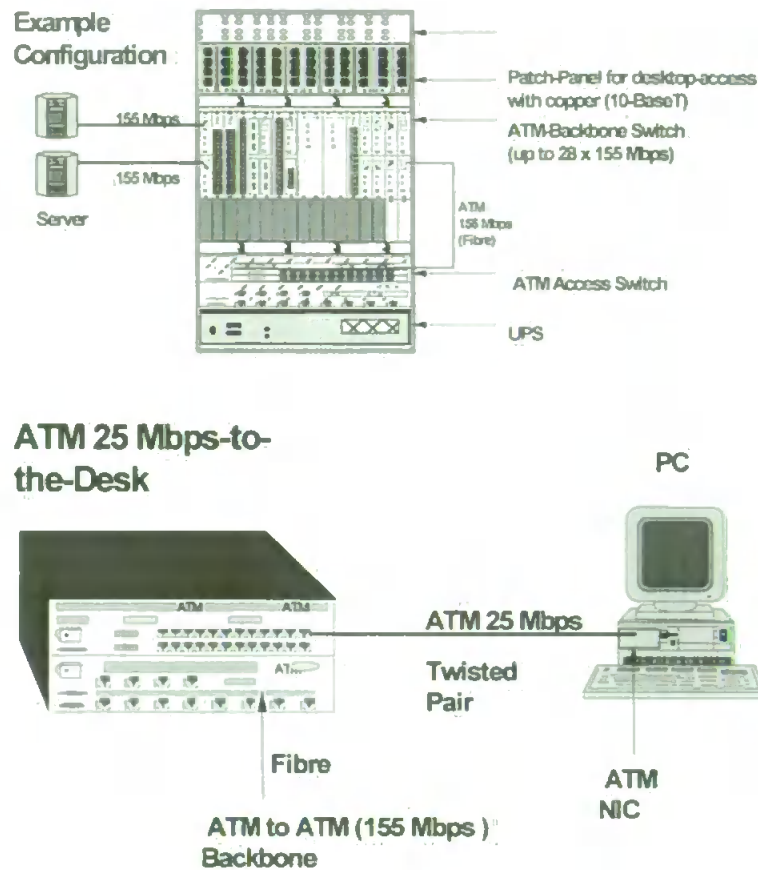 Example
Configuration
Patch-Panel for desktop-access
with copper (10-BaseT)
155 Mbps
ATM-Backbone Switch
(up to 28 x 155 Mbps)
155 Mbps
Server
ATM
155 Mbps
(Fibre)
ATM Access Switch
UPS
ATM 25 Mbps-to-
the-Desk
PC
ATM
ATM
ATM 25 Mbps
ATM
Twisted
Pair
Fibre
ATM
NIC
ATM to ATM (155 Mbps )
Backbone